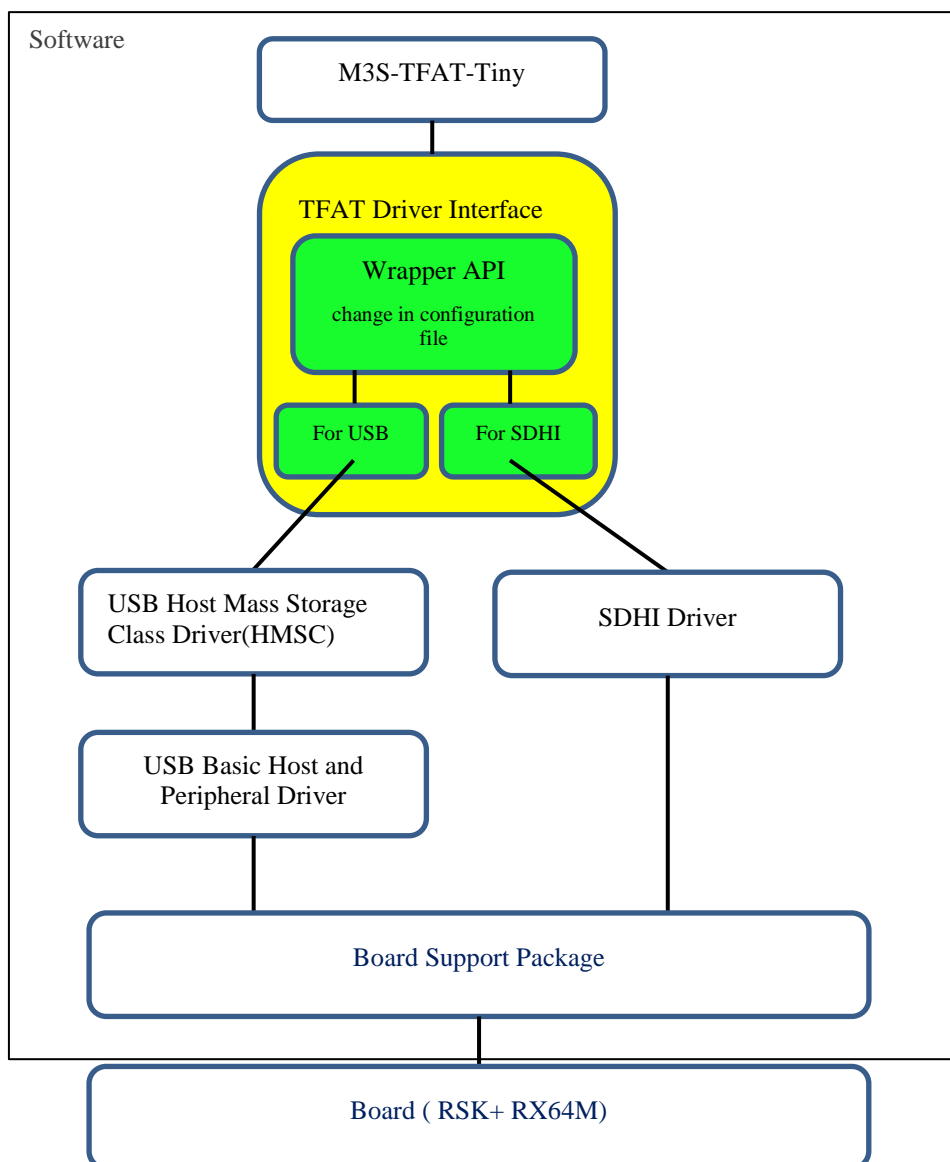 Software
M3S-TFAT-Tiny
TFAT Driver Interface
Wrapper API
change in configuration
file
For USB
For SDHI
USB Host Mass Storage
Class Driver(HMSC)
SDHI Driver
USB Basic Host and
Peripheral Driver
Board Support Package
Board ( RSK+ RX64M)